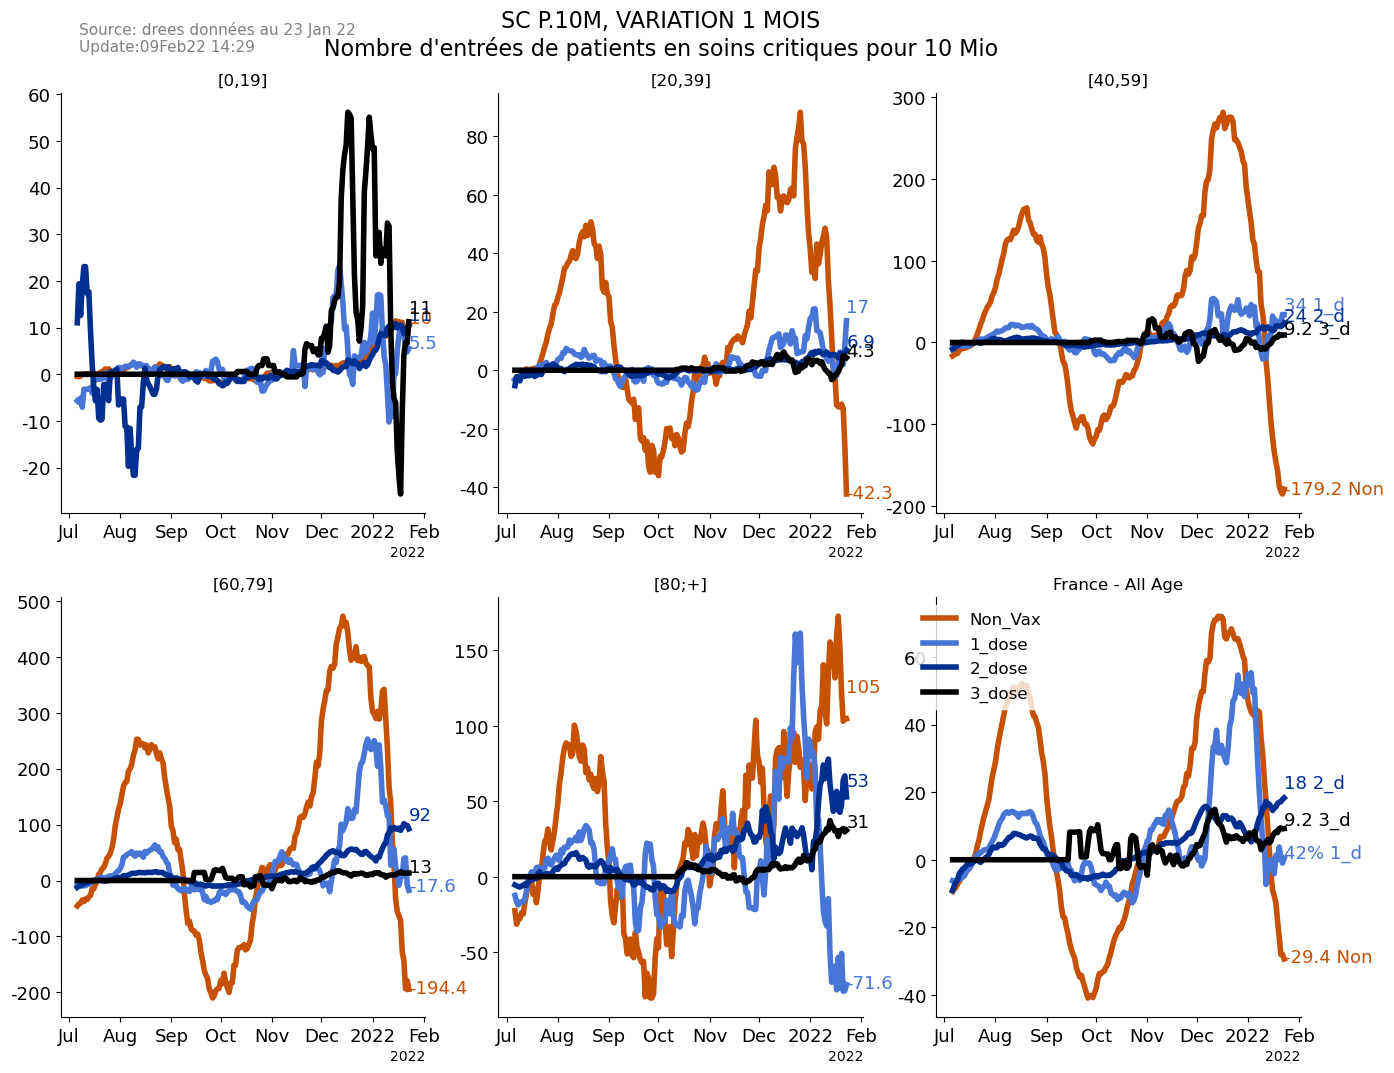 SC P.10M, VARIATION 1 MOIS
Source: drees données au 23 Jan 22
Update:09Feb22 14:29
Nombre d'entrées de patients en soins critiques pour 10 Mio
[0,19]
60
50
40
30
20
10
0
-10
-20
11
11
10
5.5
Jul Aug Sep Oct Nov Dec 2022 Feb
2022
[20,39]
80
60
40
20
0
-20
-40
17
6.9
4.3
-42.3
Jul Aug Sep Oct Nov Dec 2022 Feb
2022
[40,59]
300
200
100
0
-100
-200
34 1_d
24 2_d
9.2 3_d
-179.2 Non
Jul Aug Sep Oct Nov Dec 2022 Feb
2022
[60,79]
500
400
300
200
100
0
-100
-200
92
13
-17.6
-194.4
Jul Aug Sep Oct Nov Dec 2022 Feb
2022
[80;+]
150
100
50
0
-50
105
53
31
-71.6
Jul Aug Sep Oct Nov Dec 2022 Feb
2022
France - All Age
Non_Vax
1_dose
2_dose
3_dose
60
40
20
0
-20
-40
18 2_d
9.2 3_d
42% 1_d
-29.4 Non
Jul Aug Sep Oct Nov Dec 2022 Feb
2022